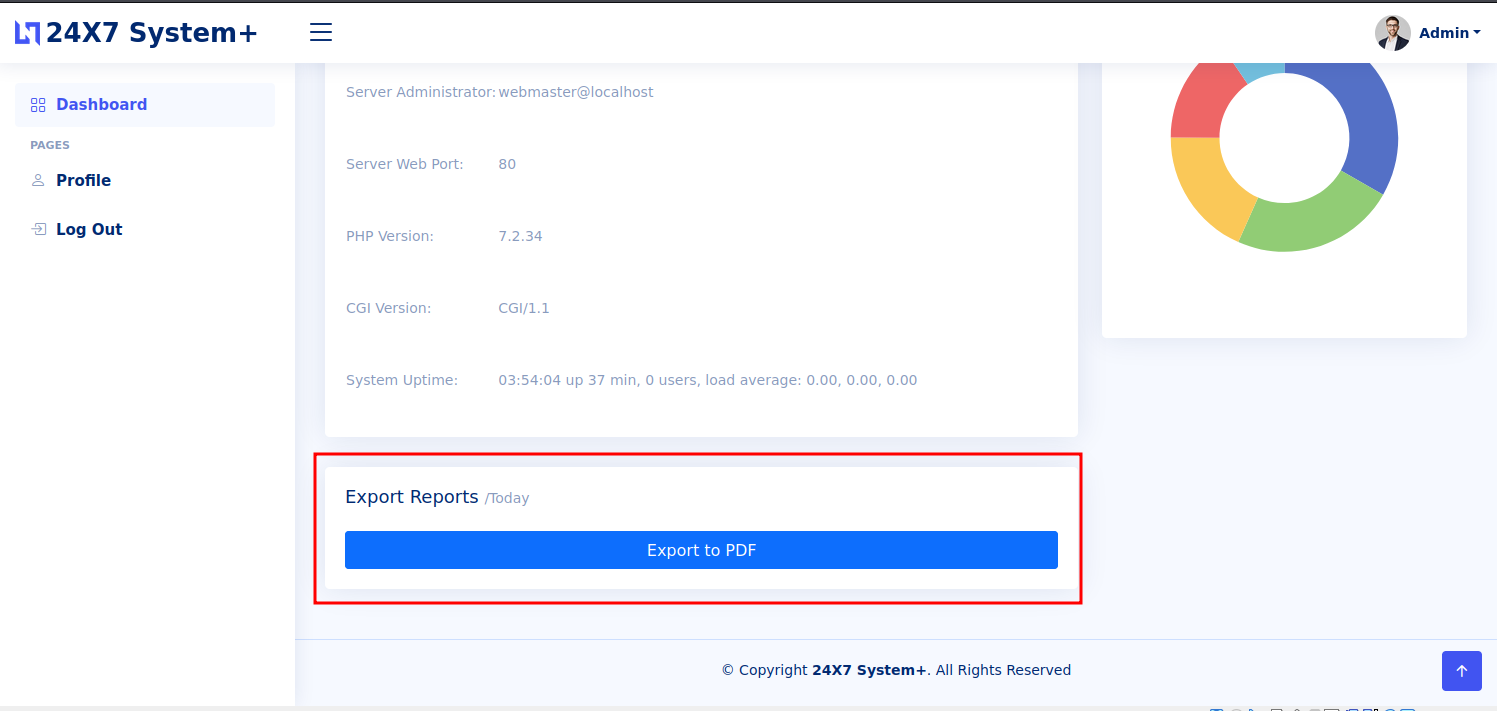 24X7 System+
Admin
Dashboard
PAGES
Profile
Log Out
Server Administrator: webmaster@localhost
Server Web Port: 80
PHP Version: 7.2.34
CGI Version: CGI/1.1
System Uptime: 03:54:04 up 37 min, 0 users, load average: 0.00, 0.00, 0.00
Export Reports /Today
Export to PDF
© Copyright 24X7 System+. All Rights Reserved